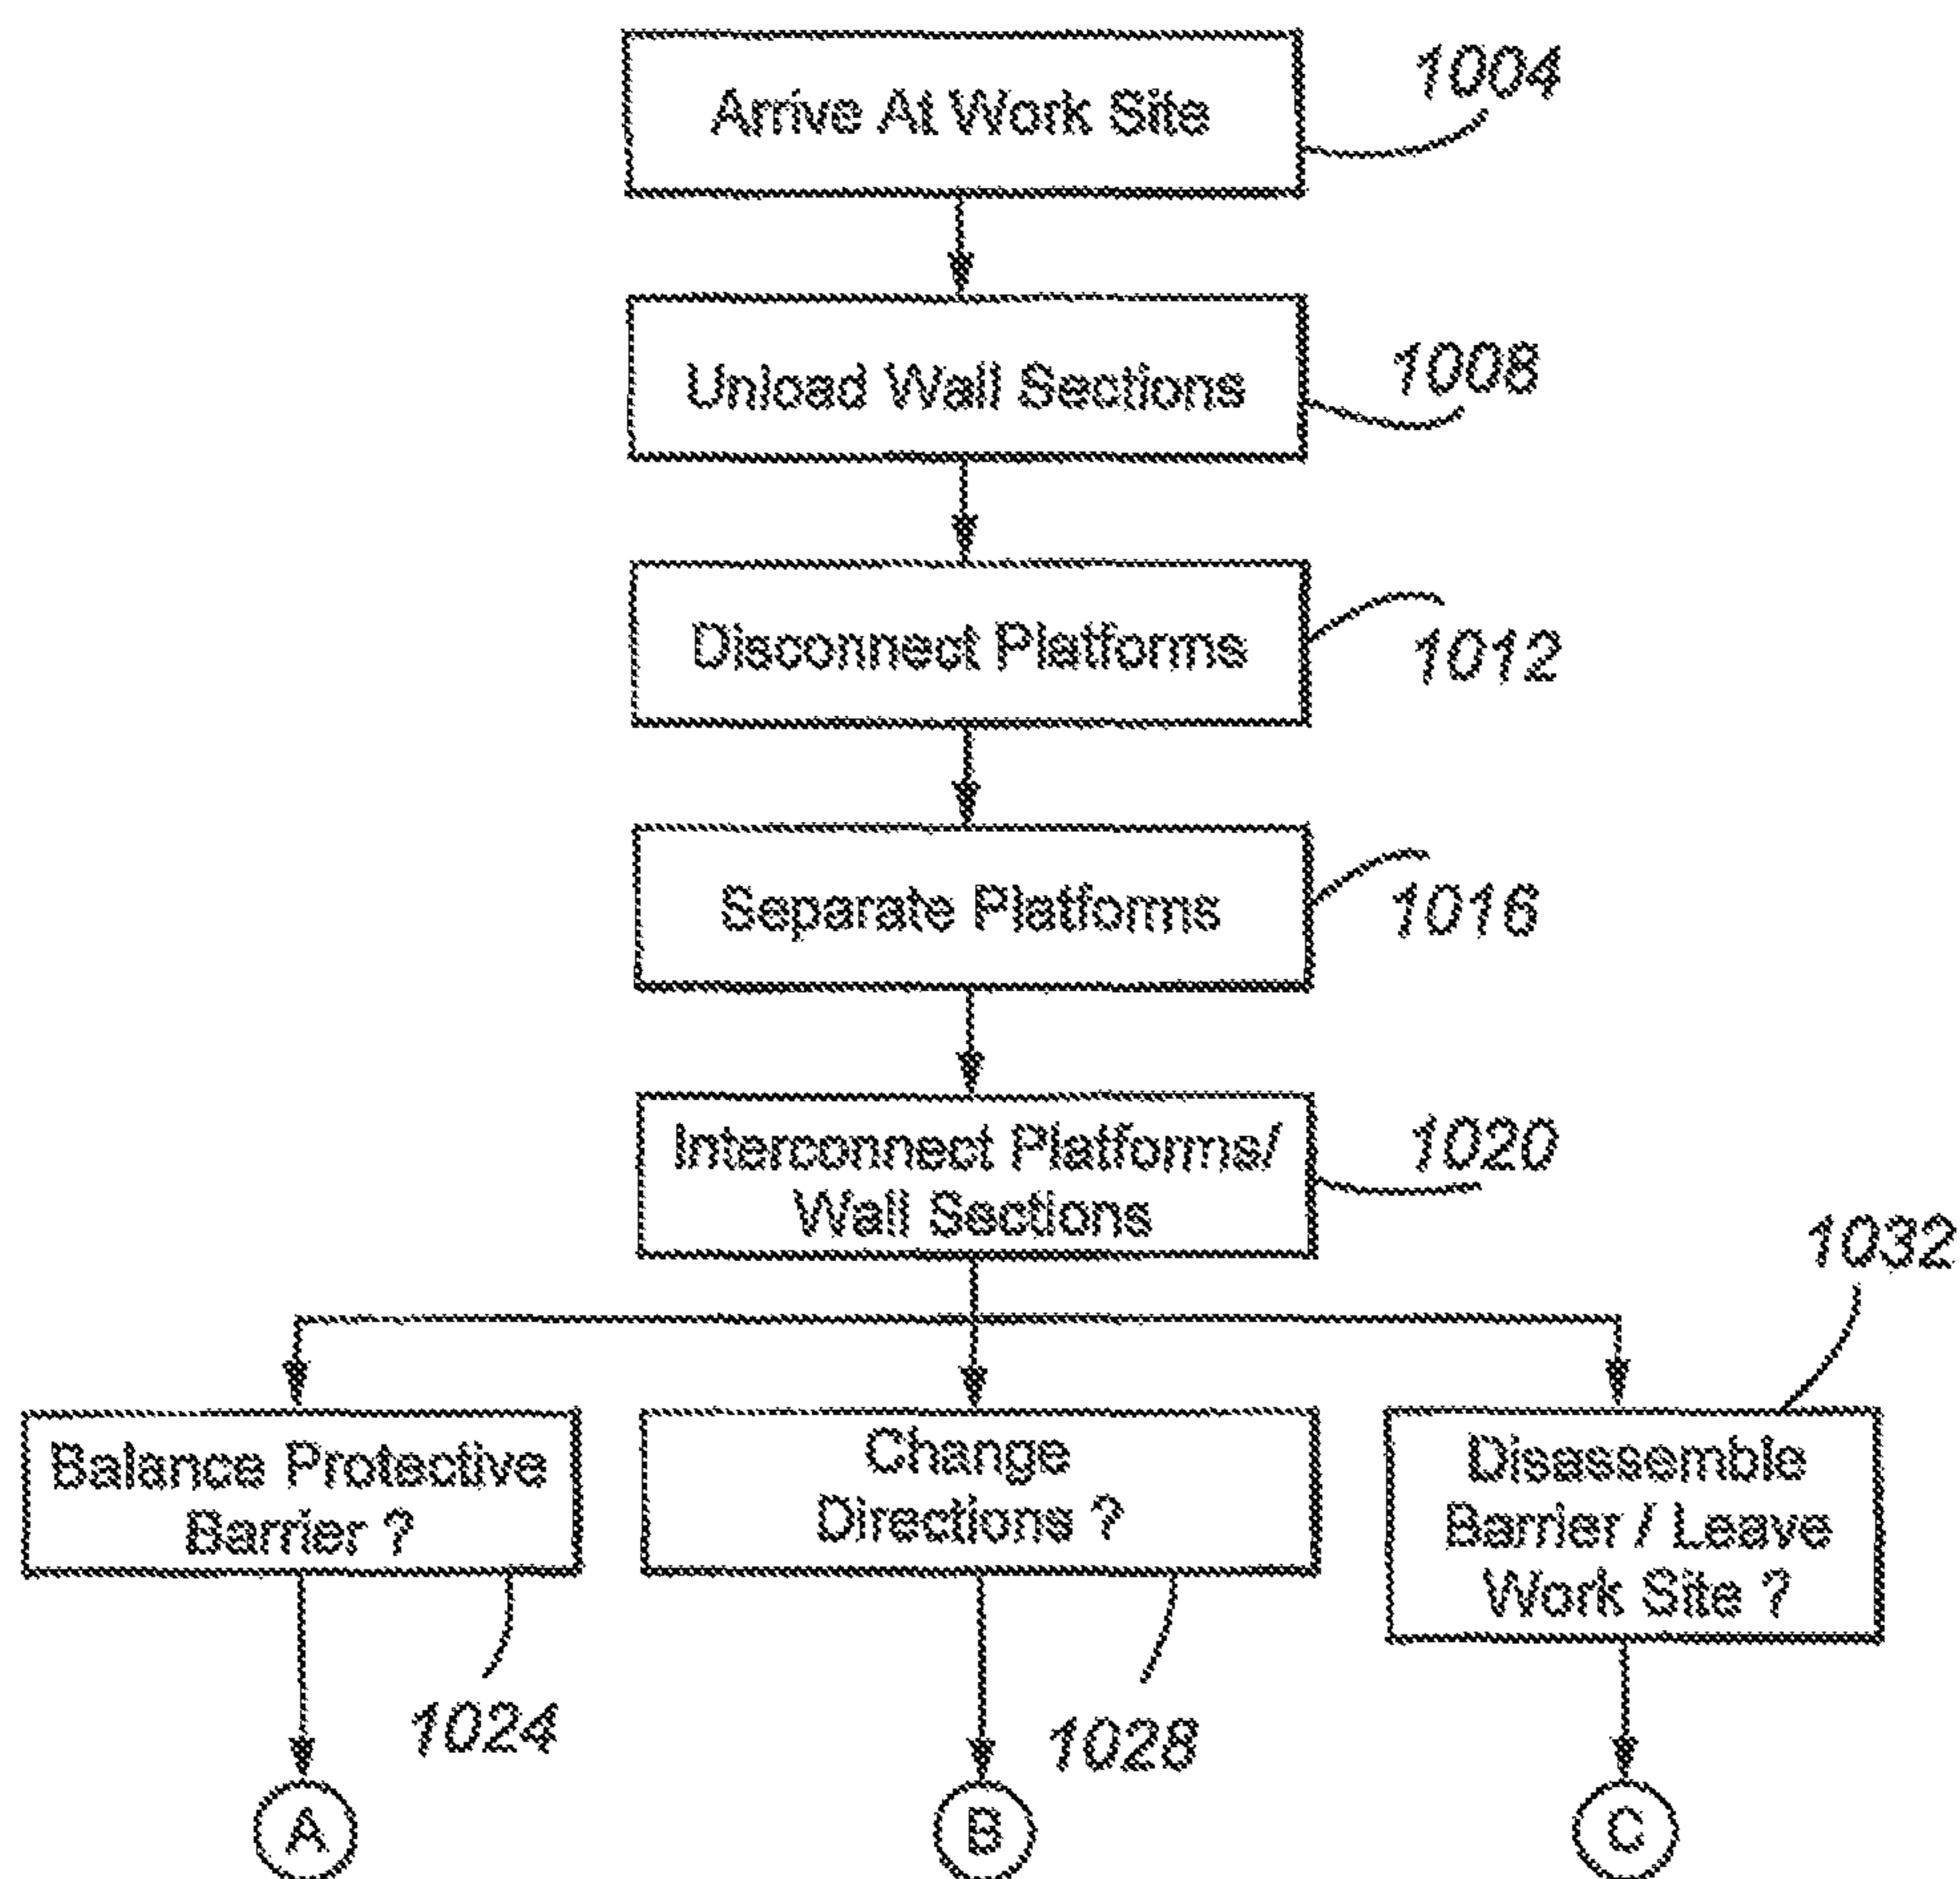 Arrive At Work Site
1004
Unload Wall Sections
1008
Disconnect Platforms
1012
Separate Platforms
1016
Interconnect Platforms/
Wall Sections
1020
1032
Balance Protective
Barrier ?
1024
Change
Directions ?
1028
Disassemble
Barrier / Leave
Work Site ?
A
B
C